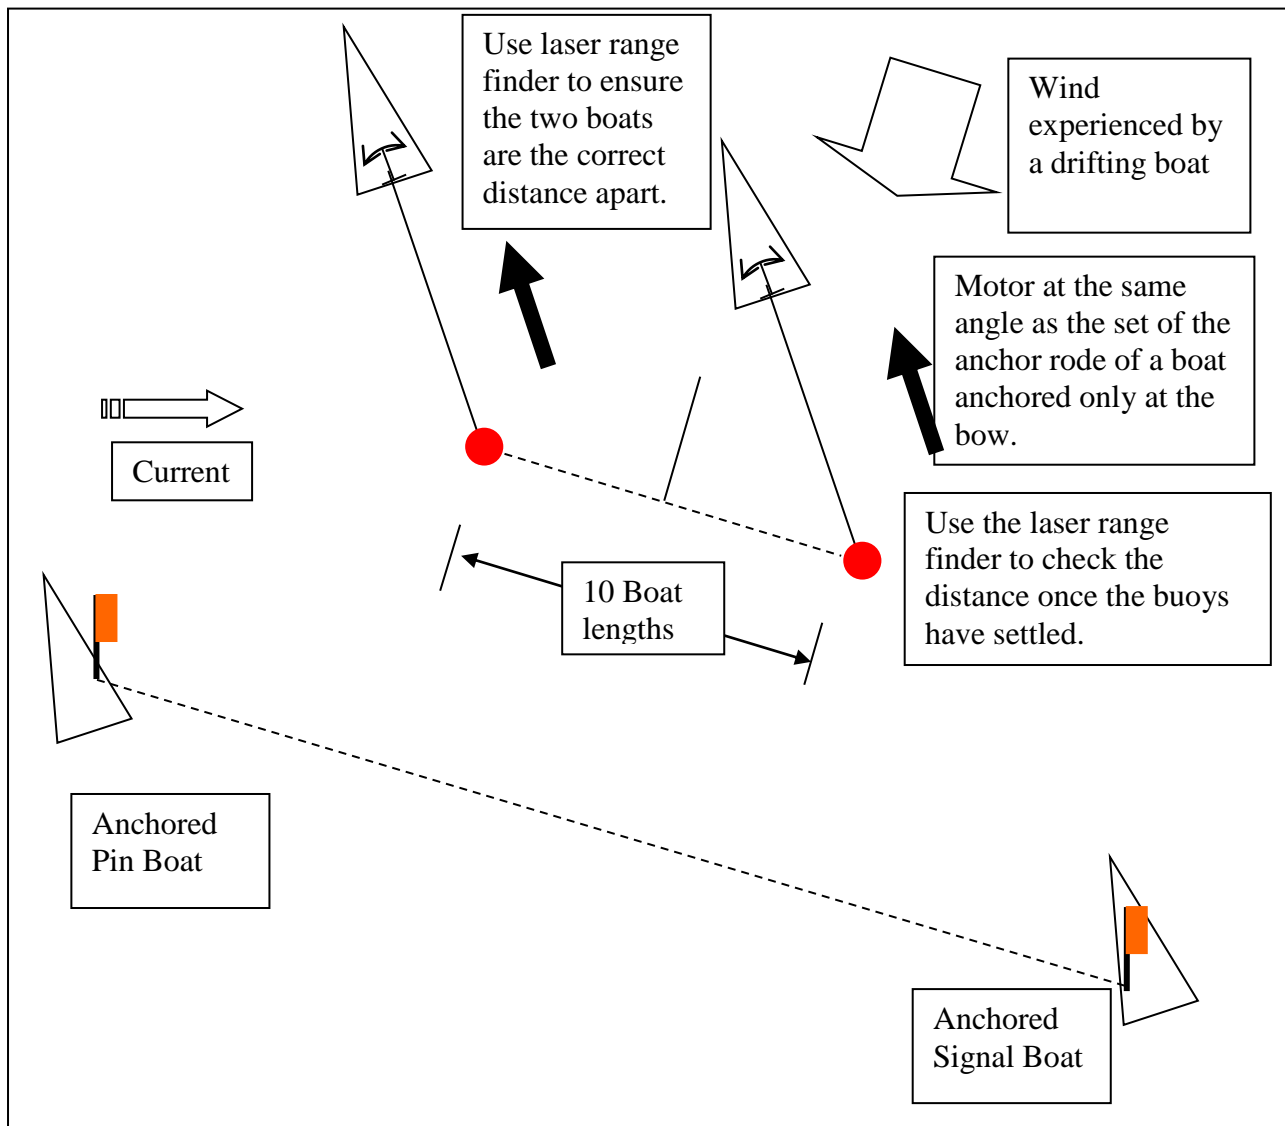 Use laser range
finder to ensure
the two boats
are the correct
distance apart.
Wind
experienced by
a drifting boat
Motor at the same
angle as the set of the
anchor rode of a boat
anchored only at the
bow.
Current
Use the laser range
finder to check the
distance once the buoys
have settled.
10 Boat
lengths
Anchored
Pin Boat
Anchored
Signal Boat